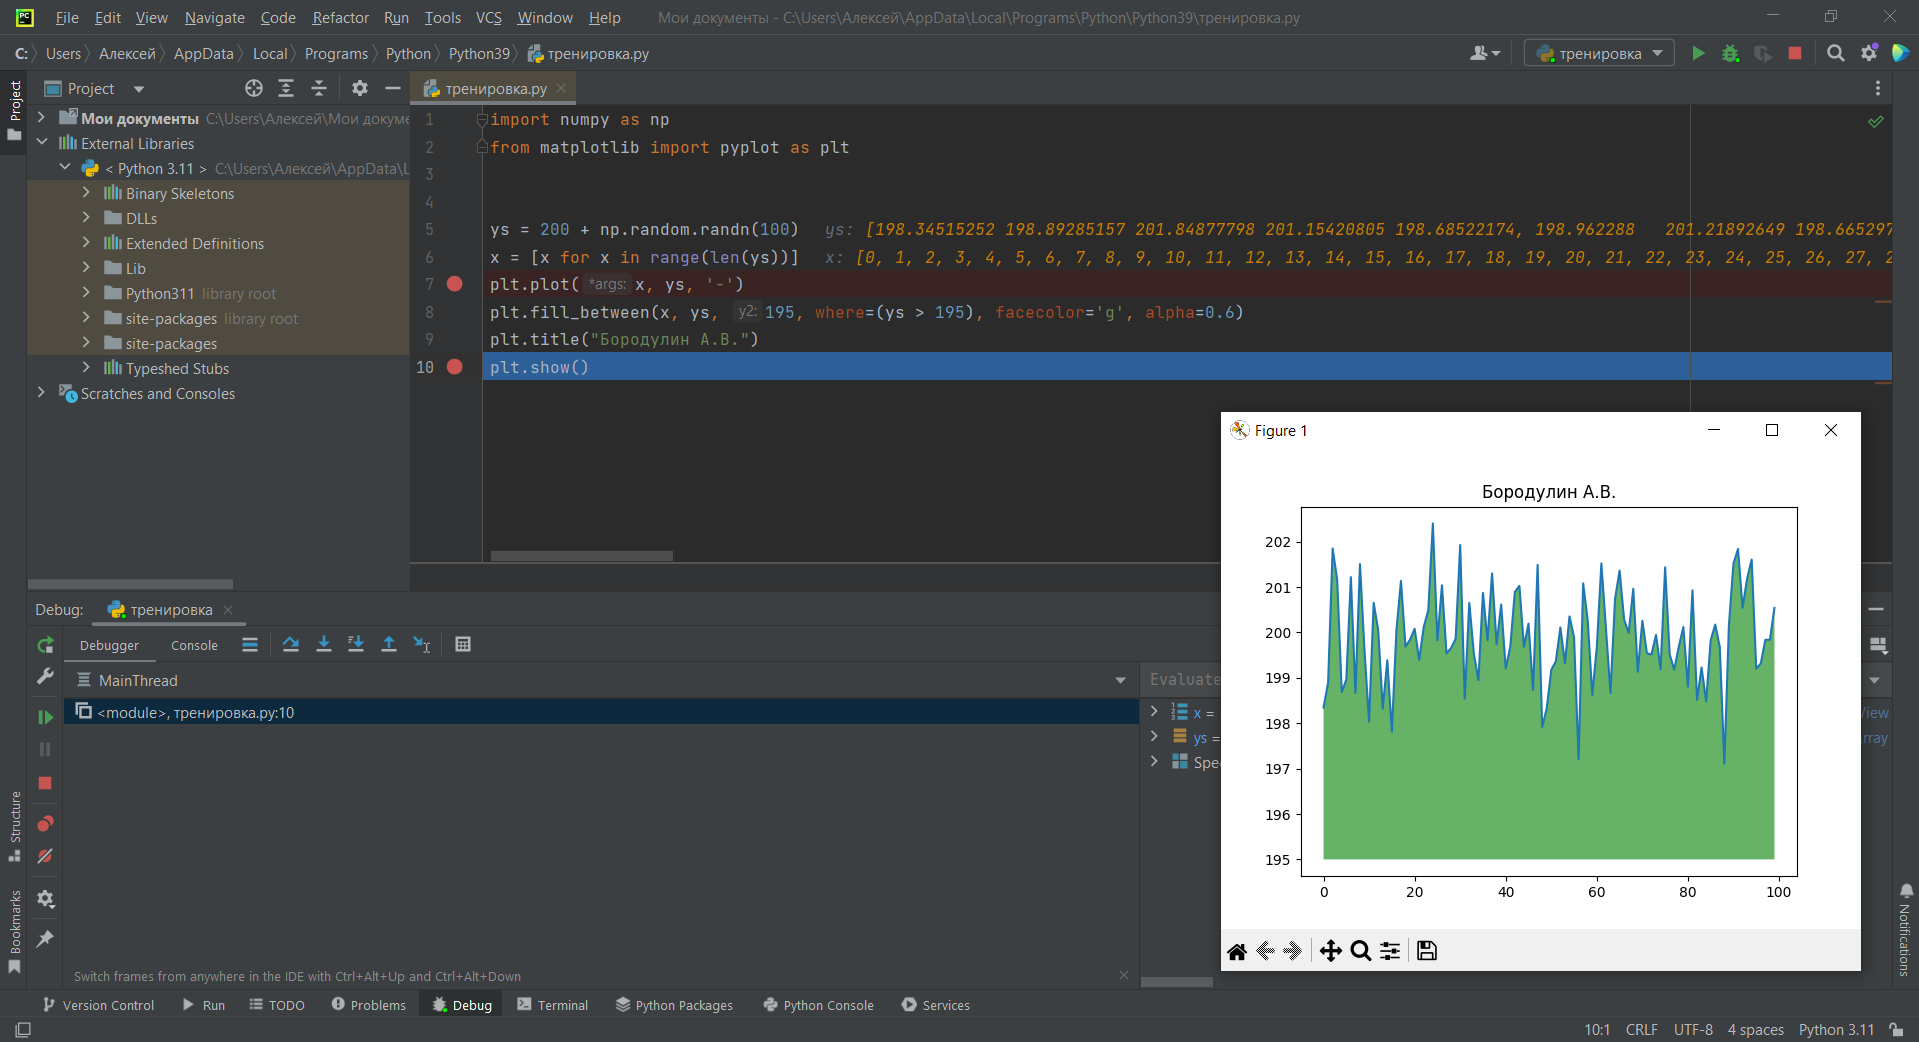 File Edit View Navigate Code Refactor Run Tools VCS Window Help Мои документы - C:\Users\Алексей\AppData\Local\Programs\Python\Python39\тренировка.py
C: Users Алексей AppData Local Programs Python Python39 тренировка.py
тренировка
Project
Project
тренировка.py
Мои документы C:\Users\Алексей\Мои докуме
External Libraries
< Python 3.11 > C:\Users\Алексей\AppData\L
Binary Skeletons
DLLs
Extended Definitions
Lib
Python311 library root
site-packages library root
site-packages
Typeshed Stubs
Scratches and Consoles
1 import numpy as np
2 from matplotlib import pyplot as plt
3
4
5 ys = 200 + np.random.randn(100) ys: [198.34515252 198.89285157 201.84877798 201.15420805 198.68522174, 198.962288 201.21892649 198.665297
6 x = [x for x in range(len(ys))] x: [0, 1, 2, 3, 4, 5, 6, 7, 8, 9, 10, 11, 12, 13, 14, 15, 16, 17, 18, 19, 20, 21, 22, 23, 24, 25, 26, 27, 2
7 plt.plot( *args: x, ys, '-')
8 plt.fill_between(x, ys, y2: 195, where=(ys > 195), facecolor='g', alpha=0.6)
9 plt.title("Бородулин А.В.")
10 plt.show()
Figure 1
Бородулин А.В.
202
201
200
199
198
197
196
195
0 20 40 60 80 100
Debug: тренировка
Debugger Console
MainThread
Evaluate
<module>, тренировка.py:10
x =
View
ys =
rray
Spe
Structure
Bookmarks
Notifications
Switch frames from anywhere in the IDE with Ctrl+Alt+Up and Ctrl+Alt+Down
Version Control Run TODO Problems Debug Terminal Python Packages Python Console Services
10:1 CRLF UTF-8 4 spaces Python 3.11